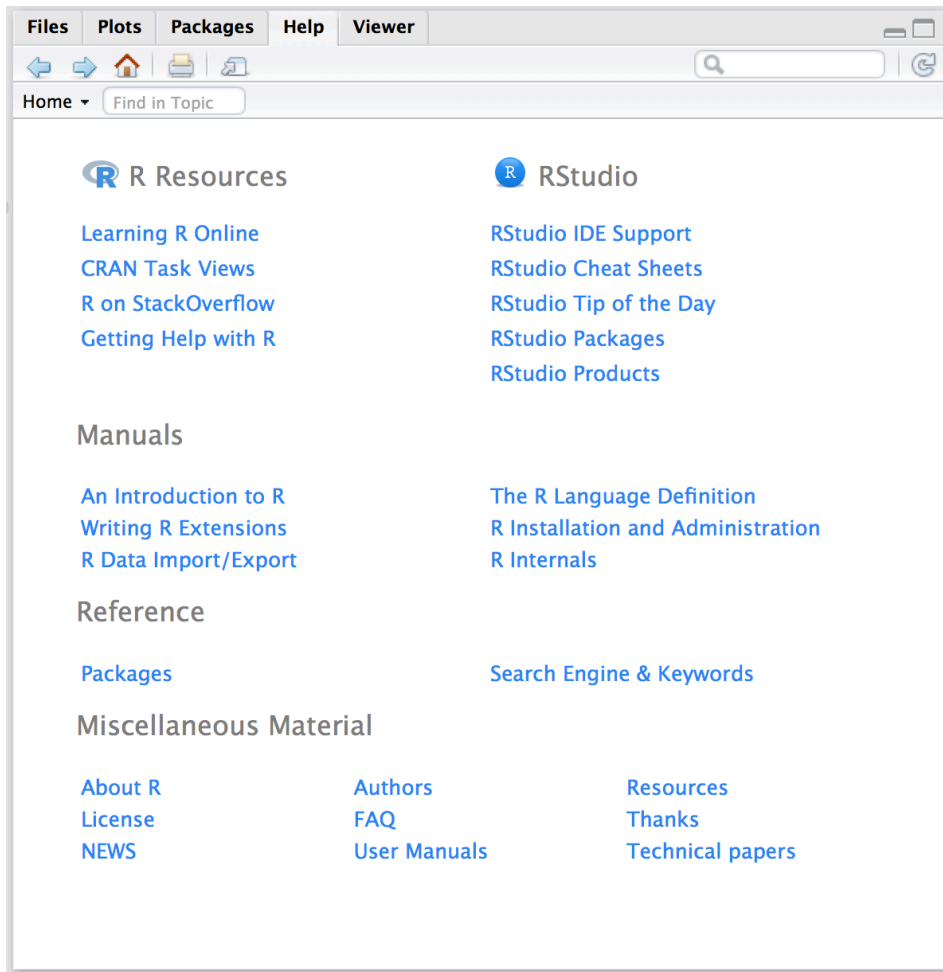 Files Plots Packages Help Viewer
Home Find in Topic
R R Resources
R RStudio
Learning R Online
CRAN Task Views
R on StackOverflow
Getting Help with R
RStudio IDE Support
RStudio Cheat Sheets
RStudio Tip of the Day
RStudio Packages
RStudio Products
Manuals
An Introduction to R
Writing R Extensions
R Data Import/Export
The R Language Definition
R Installation and Administration
R Internals
Reference
Packages
Search Engine & Keywords
Miscellaneous Material
About R
License
NEWS
Authors
FAQ
User Manuals
Resources
Thanks
Technical papers